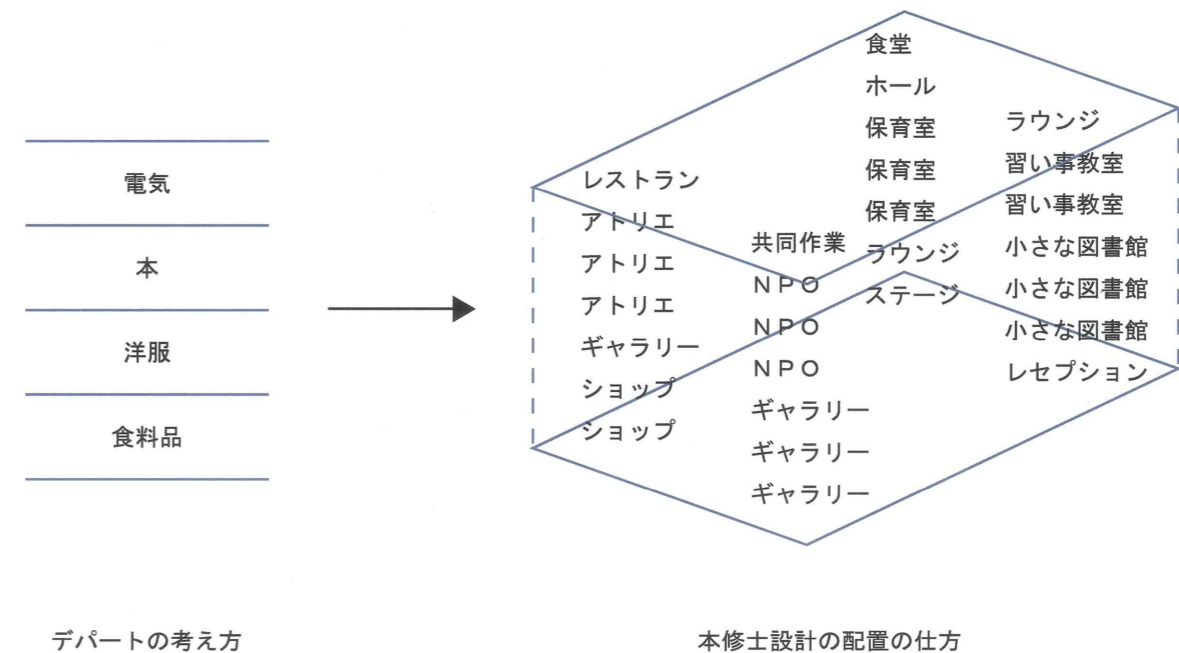 電気
本
洋服
食料品
レストラン
アトリエ
アトリエ
アトリエ
ギャラリー
ショップ
ショップ
共同作業
ＮＰＯ
ＮＰＯ
ＮＰＯ
ギャラリー
ギャラリー
ギャラリー
食堂
ホール
保育室
保育室
保育室
ラウンジ
ステージ
ラウンジ
習い事教室
習い事教室
小さな図書館
小さな図書館
小さな図書館
レセプション
デパートの考え方
本修士設計の配置の仕方